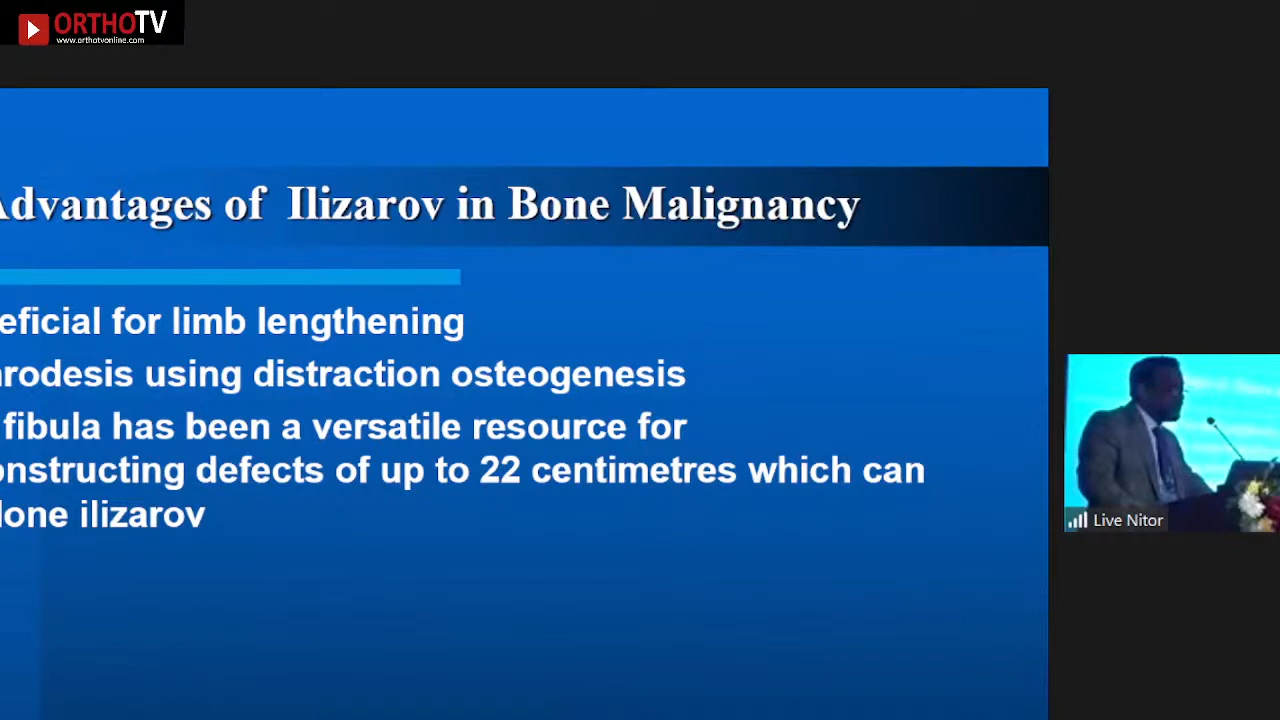 ORTHOTV
www.orthotvonline.com
Advantages of Ilizarov in Bone Malignancy
eficial for limb lengthening
rodesis using distraction osteogenesis
fibula has been a versatile resource for
onstructing defects of up to 22 centimetres which can
one ilizarov
Live Nitor